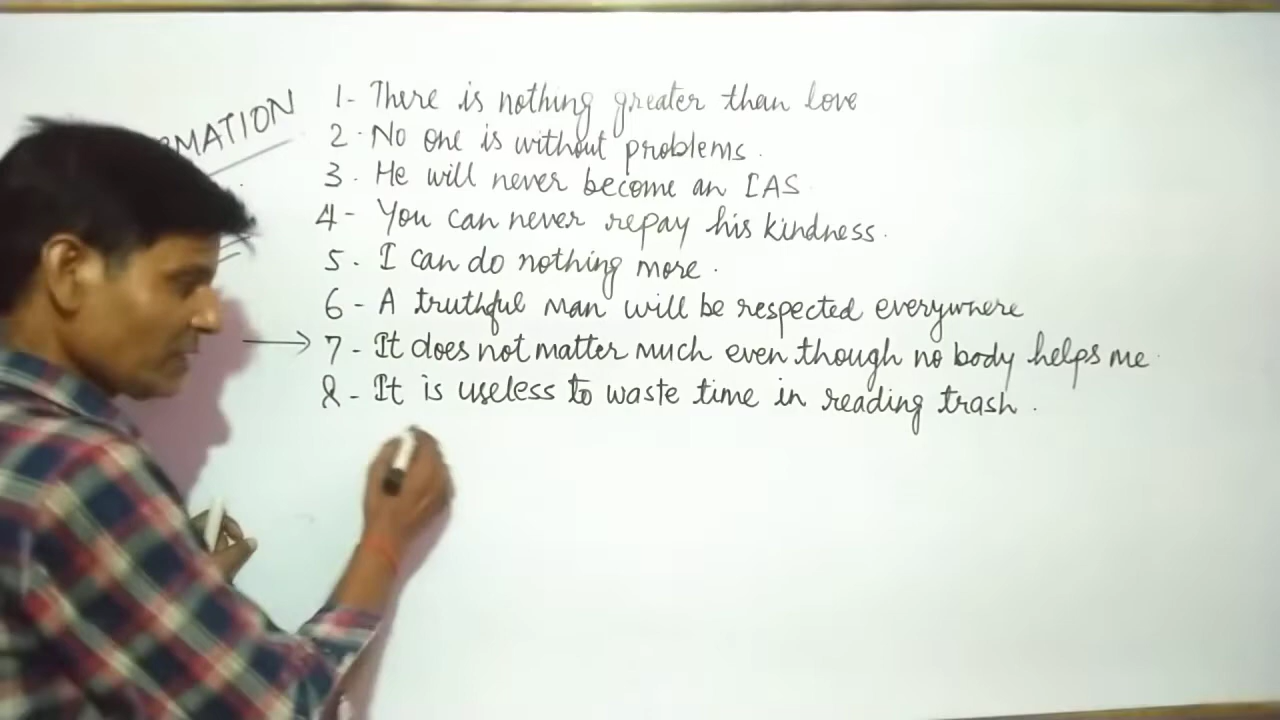 1- There is nothing greater than love
2. No one is without problems.
3. He will never become an IAS.
4- You can never repay his kindness.
5. I can do nothing more.
6- A truthful man will be respected everywhere
→ 7- It does not matter much even though no body helps me.
8- It is useless to waste time in reading trash.